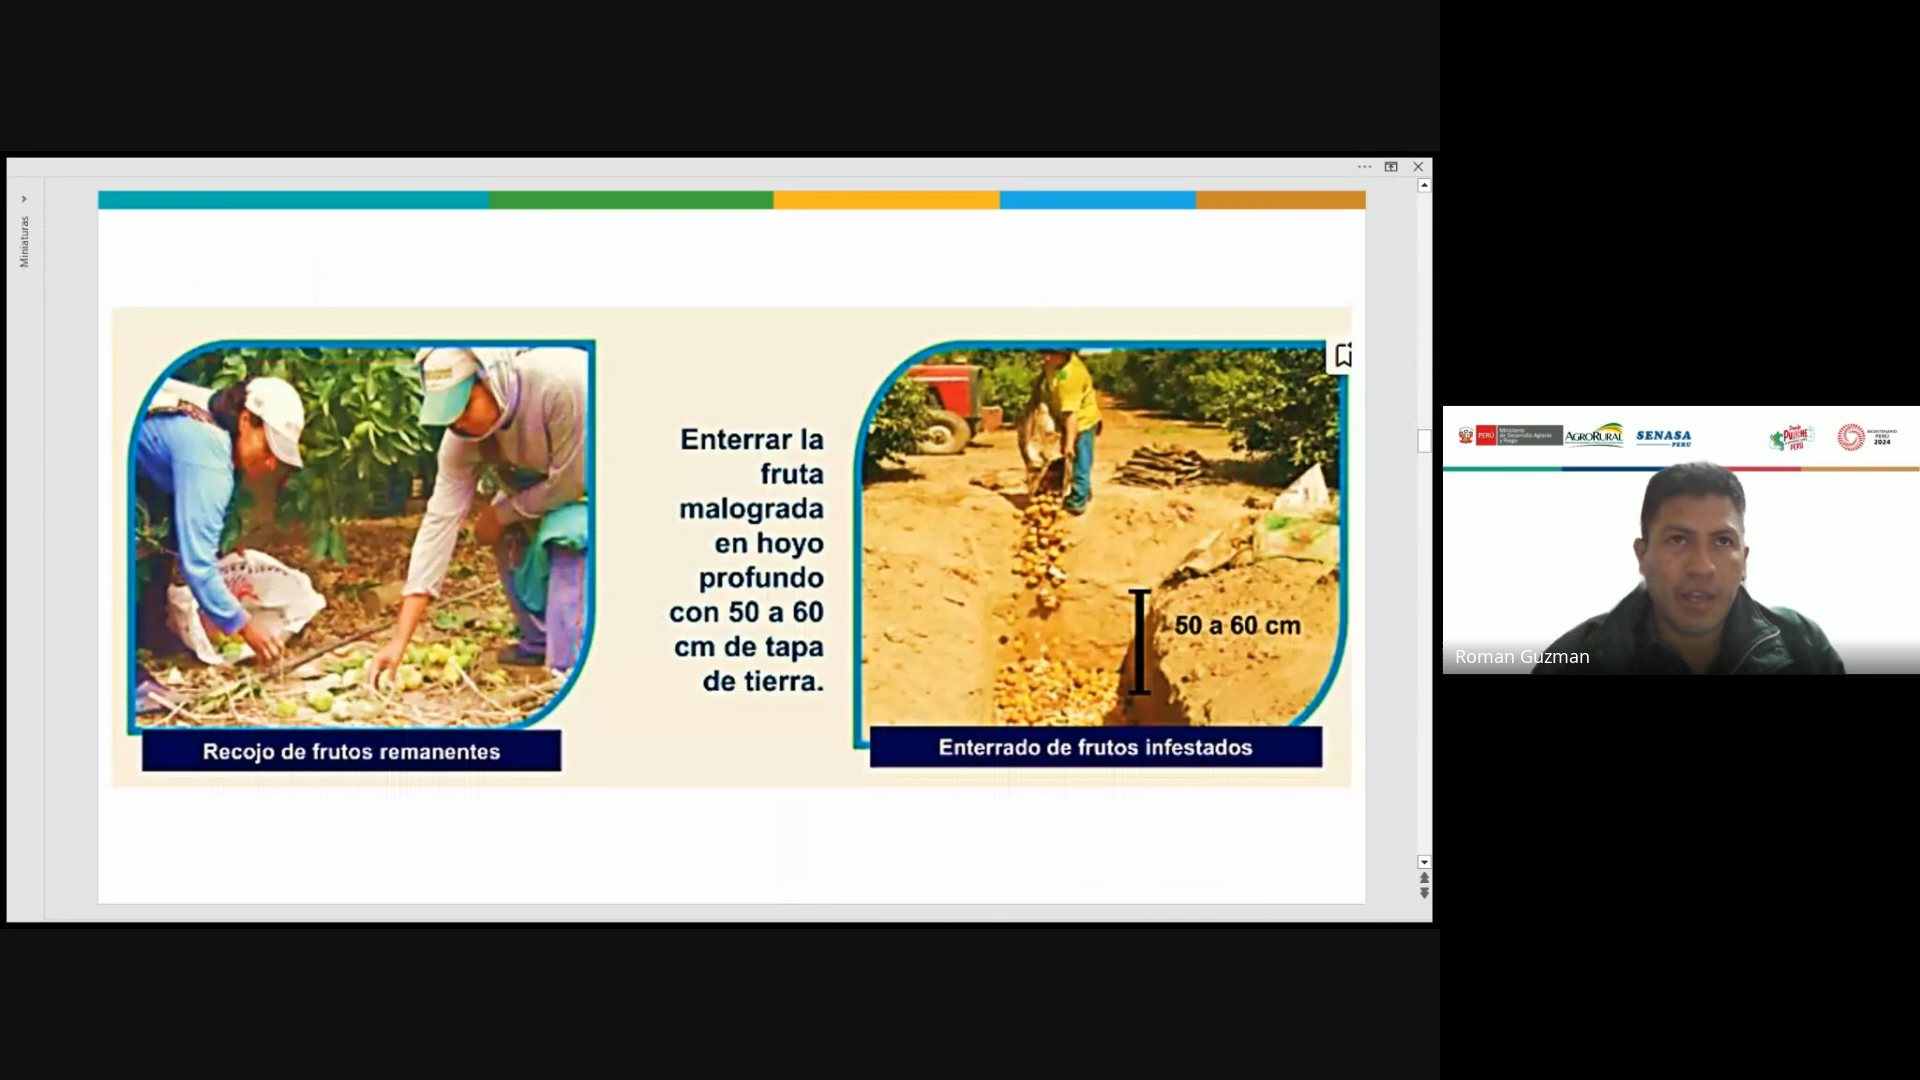 Miniaturas
Enterrar la
fruta
malograda
en hoyo
profundo
con 50 a 60
cm de tapa
de tierra.
50 a 60 cm
Recojo de frutos remanentes
Enterrado de frutos infestados
PERÚ
Ministerio
de Desarrollo Agrario
y Riego
AGRORURAL
SENASA
PERÚ
BICENTENARIO
PERÚ
2024
Roman Guzman